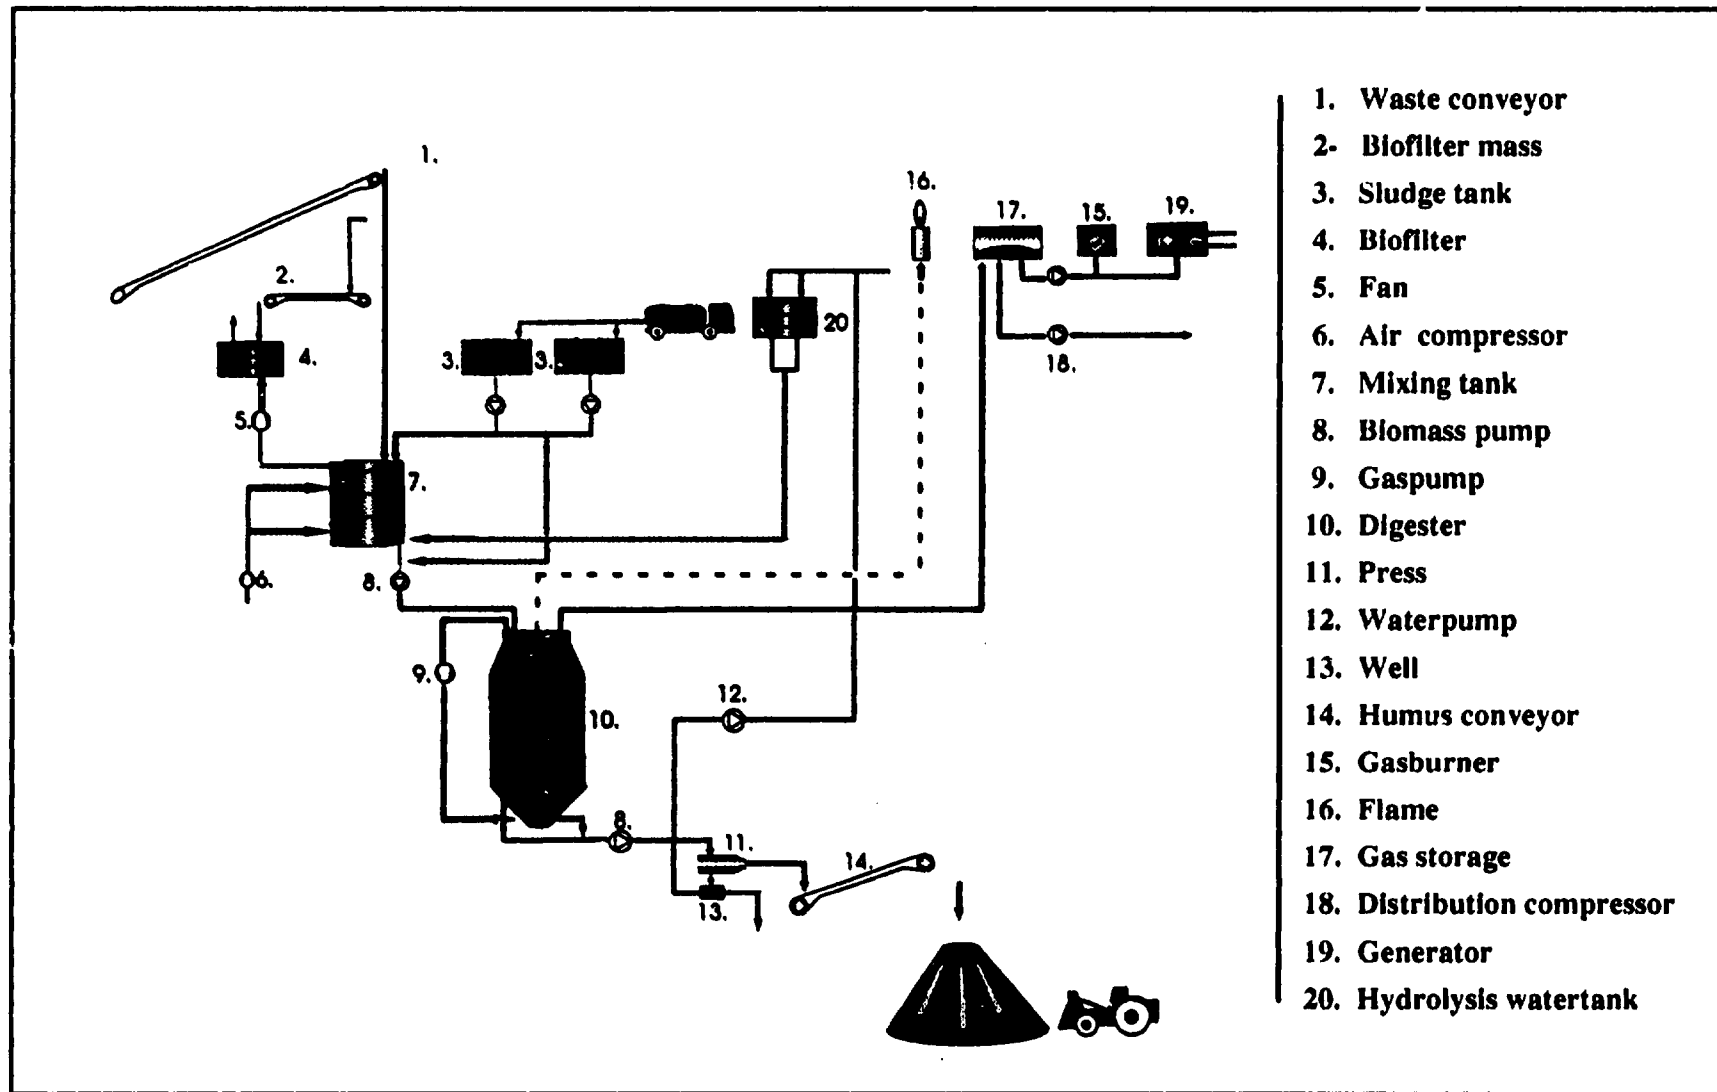 1.
16.
17.
15.
19.
2.
20
4.
3.
3.
18.
5.
7.
6.
8.
9.
12.
10.
8.
11.
14.
13.
1. Waste conveyor
2- Biofilter mass
3. Sludge tank
4. Biofilter
5. Fan
6. Air compressor
7. Mixing tank
8. Biomass pump
9. Gaspump
10. Digester
11. Press
12. Waterpump
13. Well
14. Humus conveyor
15. Gasburner
16. Flame
17. Gas storage
18. Distribution compressor
19. Generator
20. Hydrolysis watertank